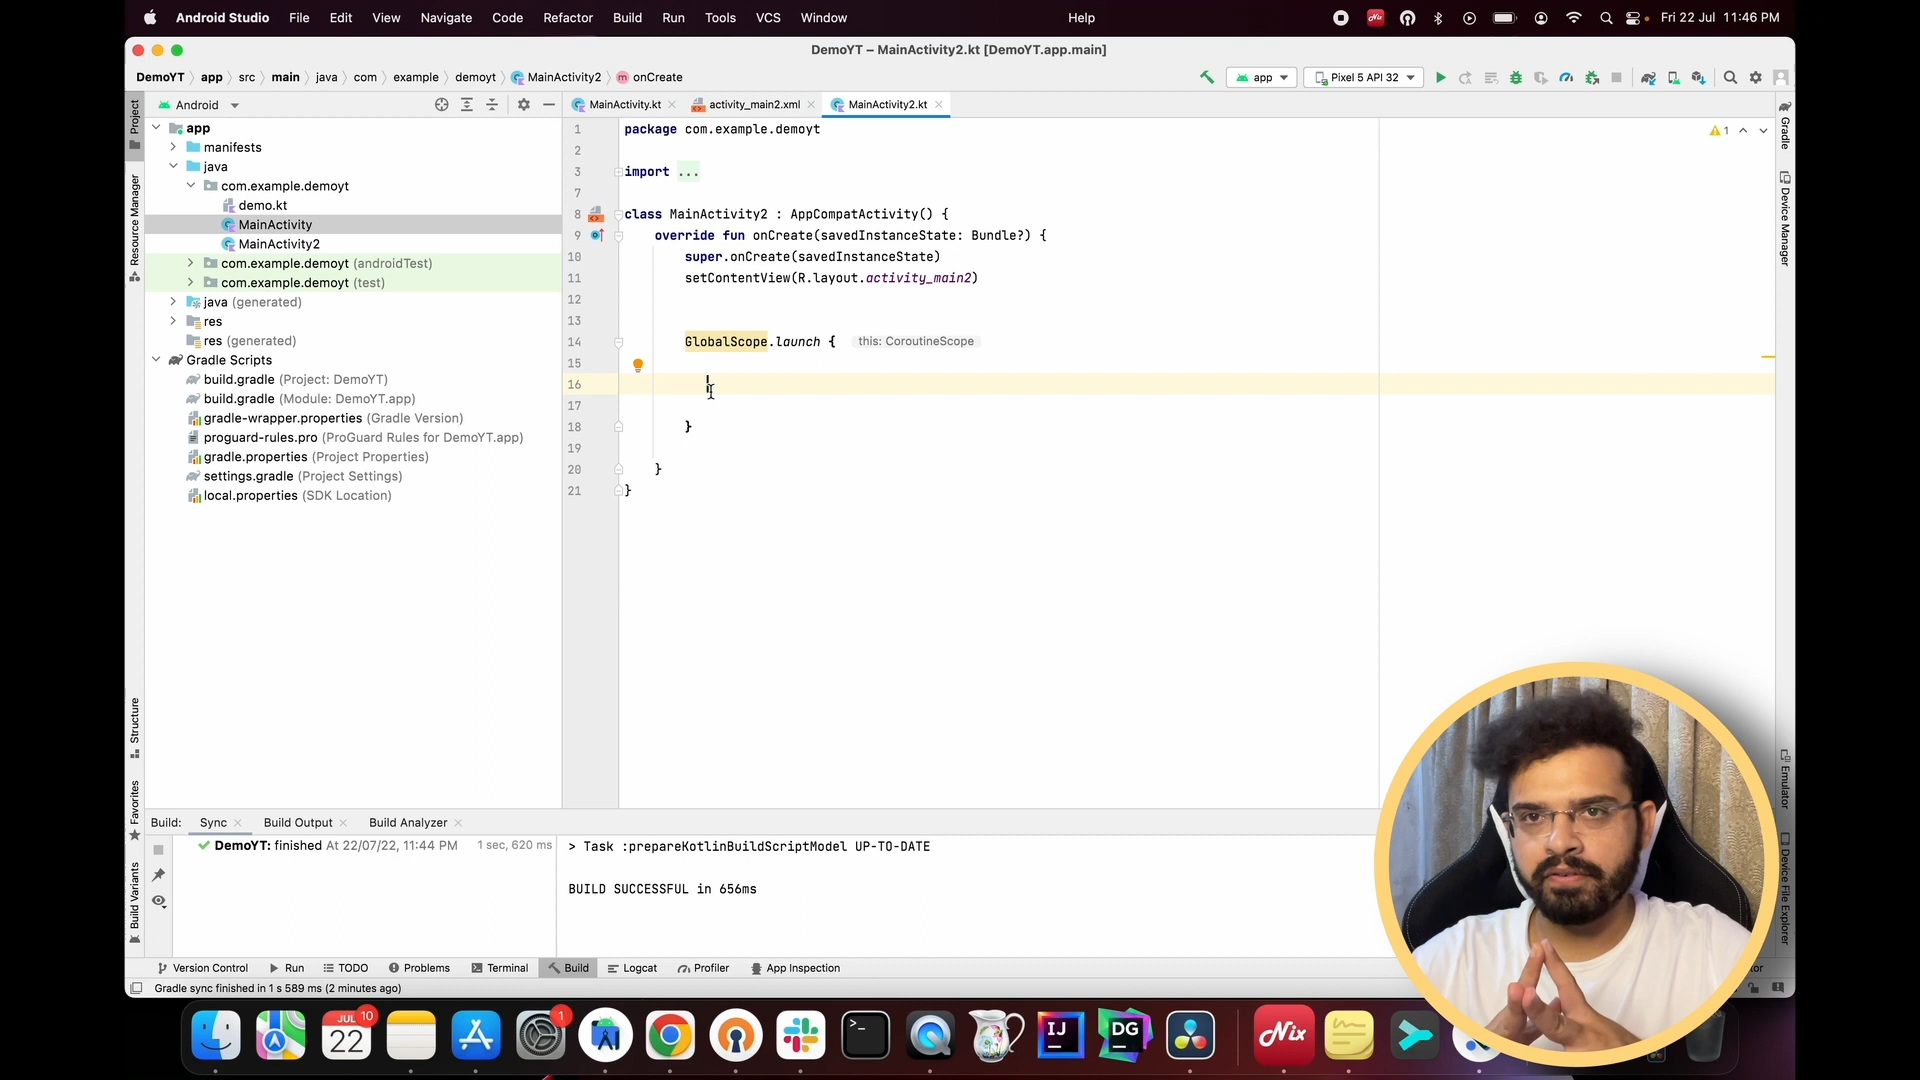 Android Studio File Edit View Navigate Code Refactor Build Run Tools VCS Window Help Fri 22 Jul 11:46 PM
DemoYT – MainActivity2.kt [DemoYT.app.main]
DemoYT app src main java com example demoyt MainActivity2 onCreate app Pixel 5 API 32
Android MainActivity.kt activity_main2.xml MainActivity2.kt
Project
Resource Manager
Structure
Favorites
Build Variants
app
manifests
java
com.example.demoyt
demo.kt
MainActivity
MainActivity2
com.example.demoyt (androidTest)
com.example.demoyt (test)
java (generated)
res
res (generated)
Gradle Scripts
build.gradle (Project: DemoYT)
build.gradle (Module: DemoYT.app)
gradle-wrapper.properties (Gradle Version)
proguard-rules.pro (ProGuard Rules for DemoYT.app)
gradle.properties (Project Properties)
settings.gradle (Project Settings)
local.properties (SDK Location)
1 package com.example.demoyt
2
3 import ...
7
8 class MainActivity2 : AppCompatActivity() {
9 override fun onCreate(savedInstanceState: Bundle?) {
10 super.onCreate(savedInstanceState)
11 setContentView(R.layout.activity_main2)
12
13
14 GlobalScope.launch { this: CoroutineScope
15
16
17
18 }
19
20 }
21 }
1
Gradle
Device Manager
Emulator
Device File Explorer
Build: Sync Build Output Build Analyzer
DemoYT: finished At 22/07/22, 11:44 PM 1 sec, 620 ms
> Task :prepareKotlinBuildScriptModel UP-TO-DATE
BUILD SUCCESSFUL in 656ms
Version Control Run TODO Problems Terminal Build Logcat Profiler App Inspection
Gradle sync finished in 1 s 589 ms (2 minutes ago)
JUL 10
22
1
>_
IJ
DG
Nix